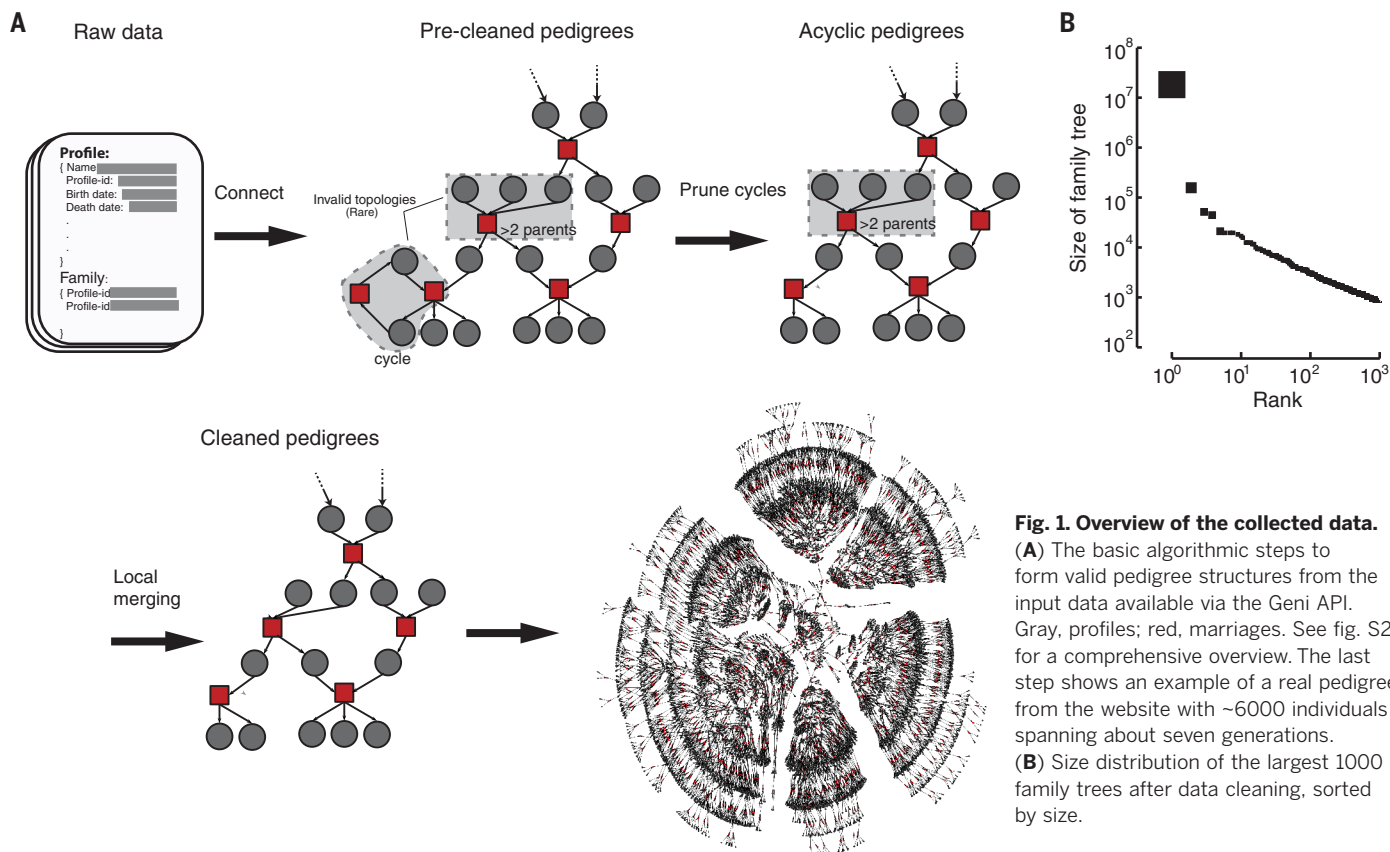 A
Raw data
Pre-cleaned pedigrees
Acyclic pedigrees
Profile:
{ Name
Profile-id:
Birth date:
Death date:
.
.
.
}
Family:
{ Profile-id
Profile-id
}
Connect
Invalid topologies
(Rare)
>2 parents
cycle
Prune cycles
>2 parents
B
Size of family tree
10^8
10^7
10^6
10^5
10^4
10^3
10^2
10^0
10^1
10^2
10^3
Rank
Cleaned pedigrees
Local
merging
Fig. 1. Overview of the collected data.
(A) The basic algorithmic steps to
form valid pedigree structures from the
input data available via the Geni API.
Gray, profiles; red, marriages. See fig. S2
for a comprehensive overview. The last
step shows an example of a real pedigree
from the website with ~6000 individuals
spanning about seven generations.
(B) Size distribution of the largest 1000
family trees after data cleaning, sorted
by size.